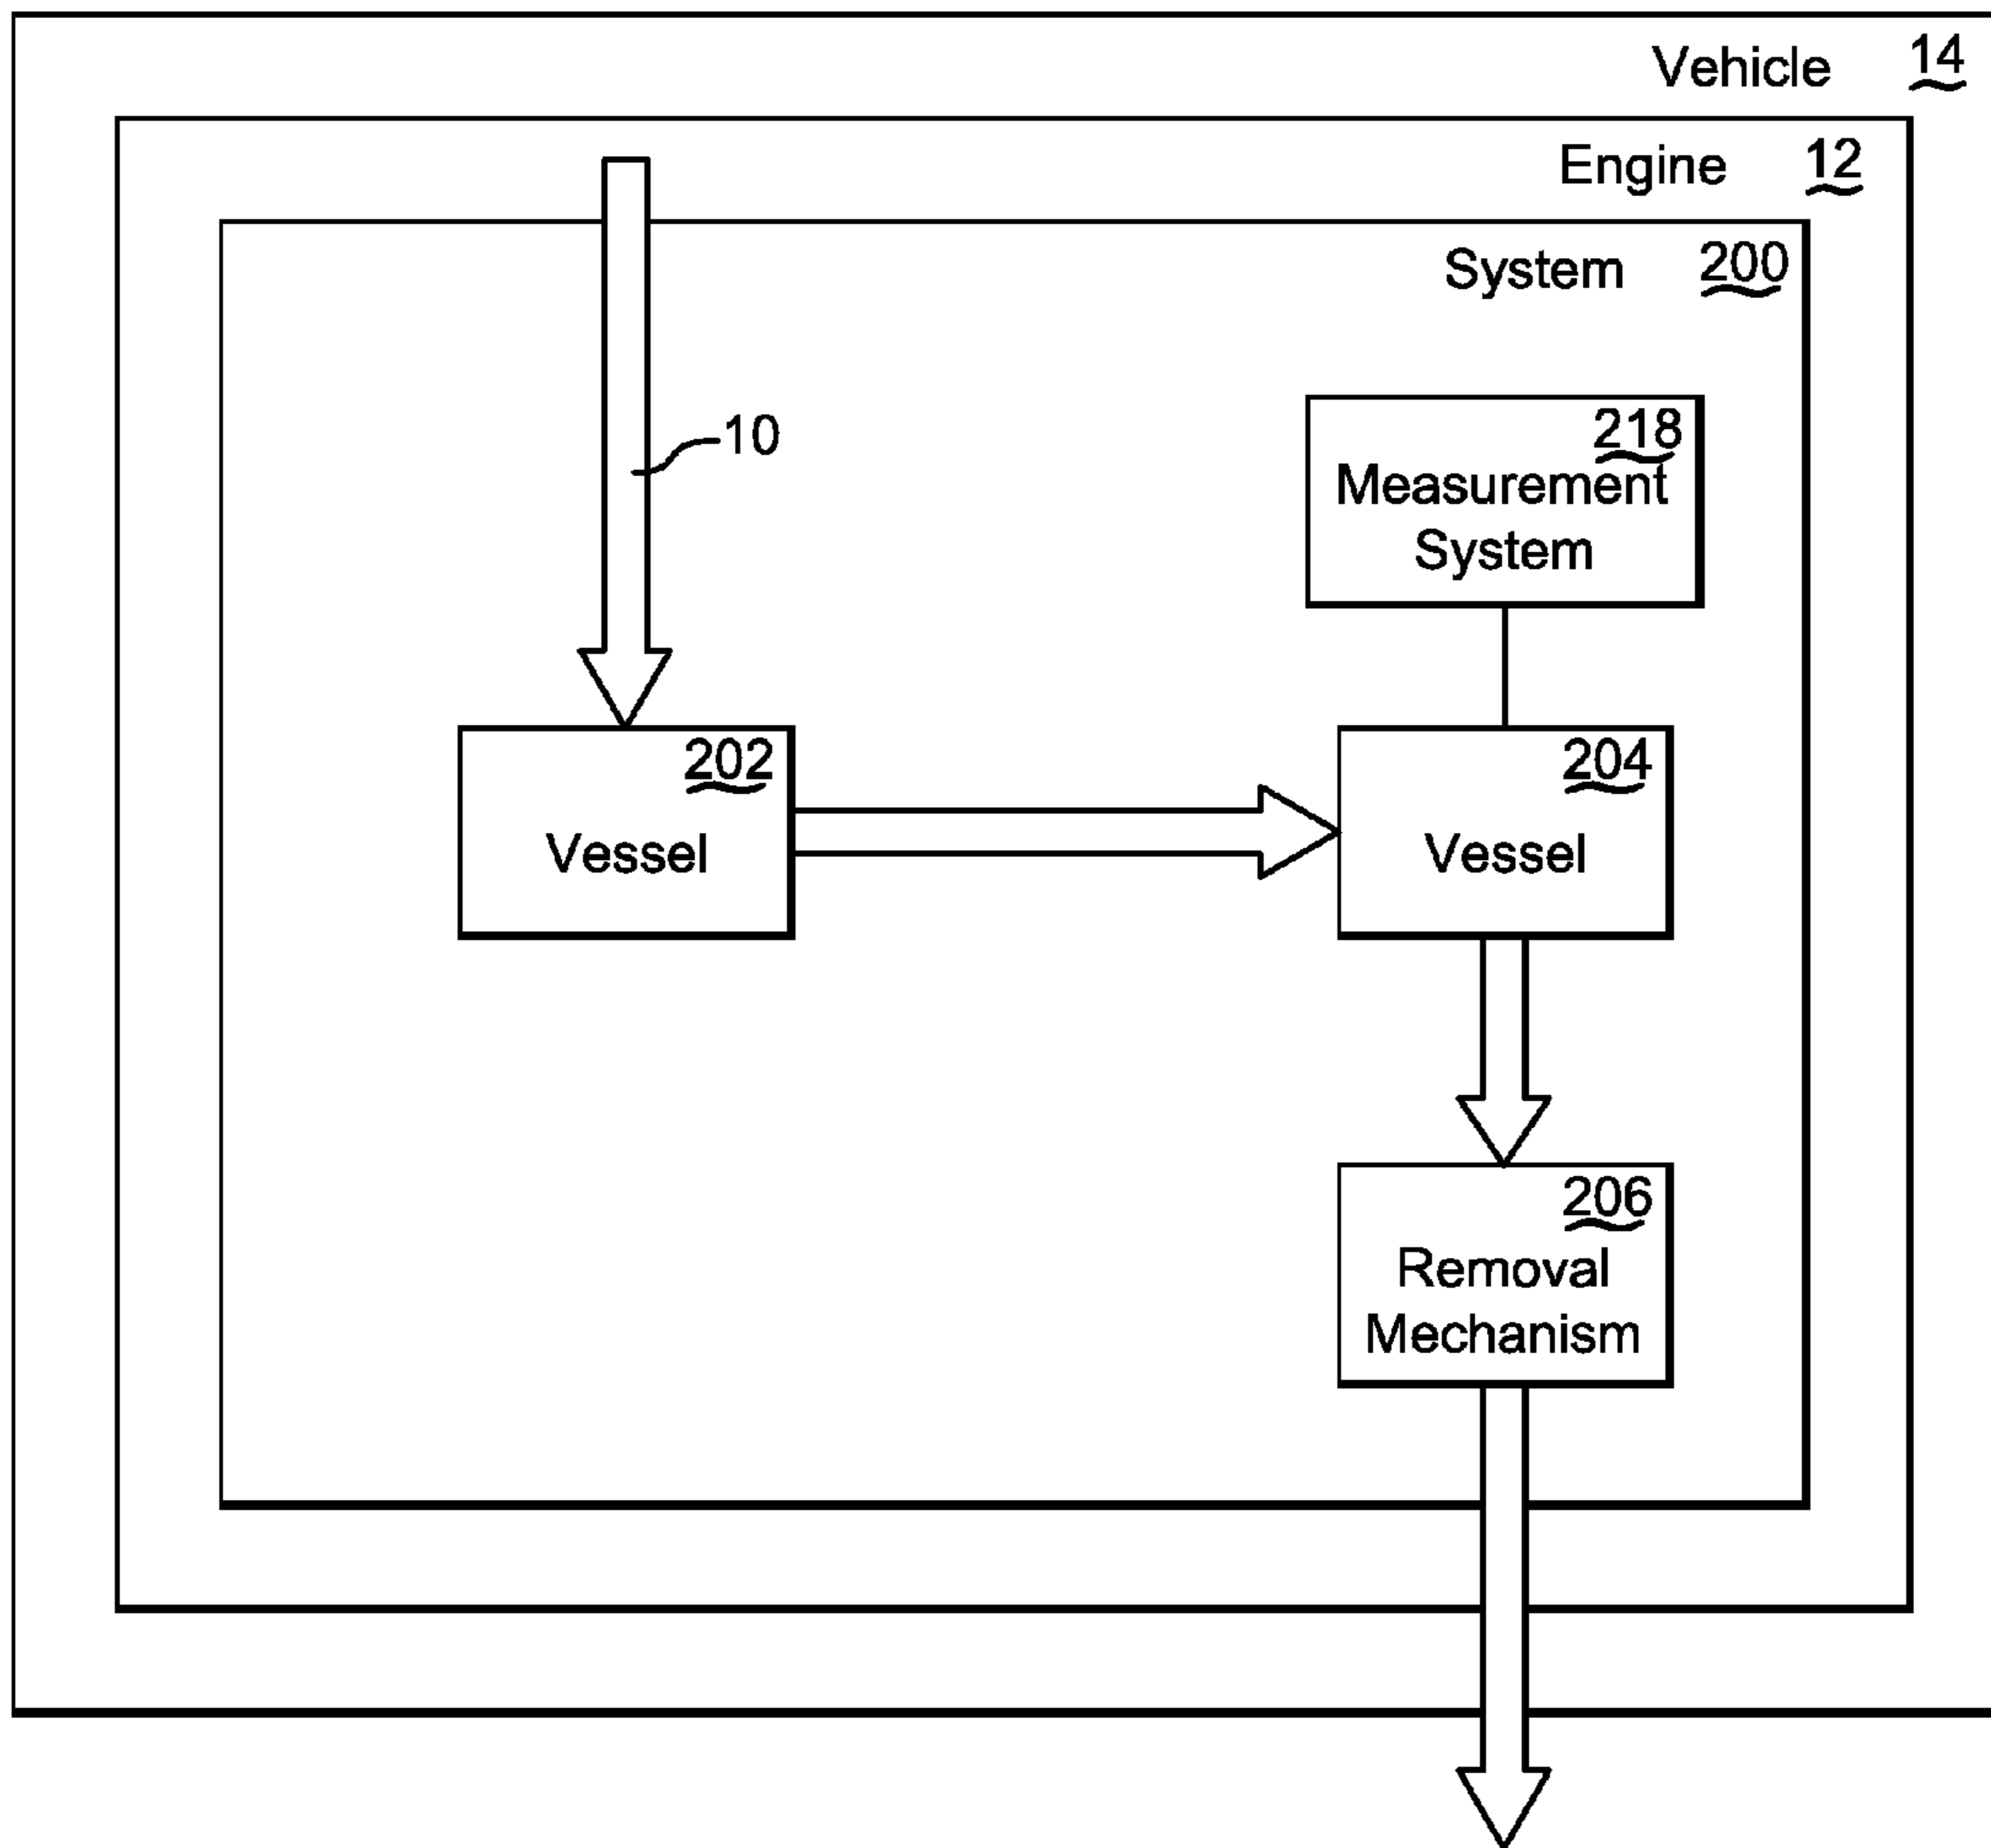 Vehicle 14
Engine 12
System 200
10
218
Measurement
System
202
Vessel
204
Vessel
206
Removal
Mechanism